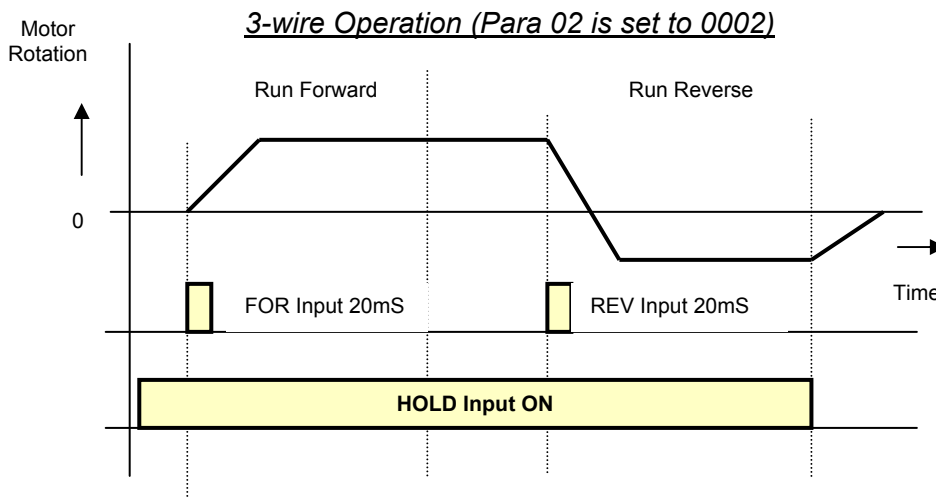 3-wire Operation (Para 02 is set to 0002)
Motor
Rotation
Run Forward
Run Reverse
0
Time
FOR Input 20mS
REV Input 20mS
HOLD Input ON